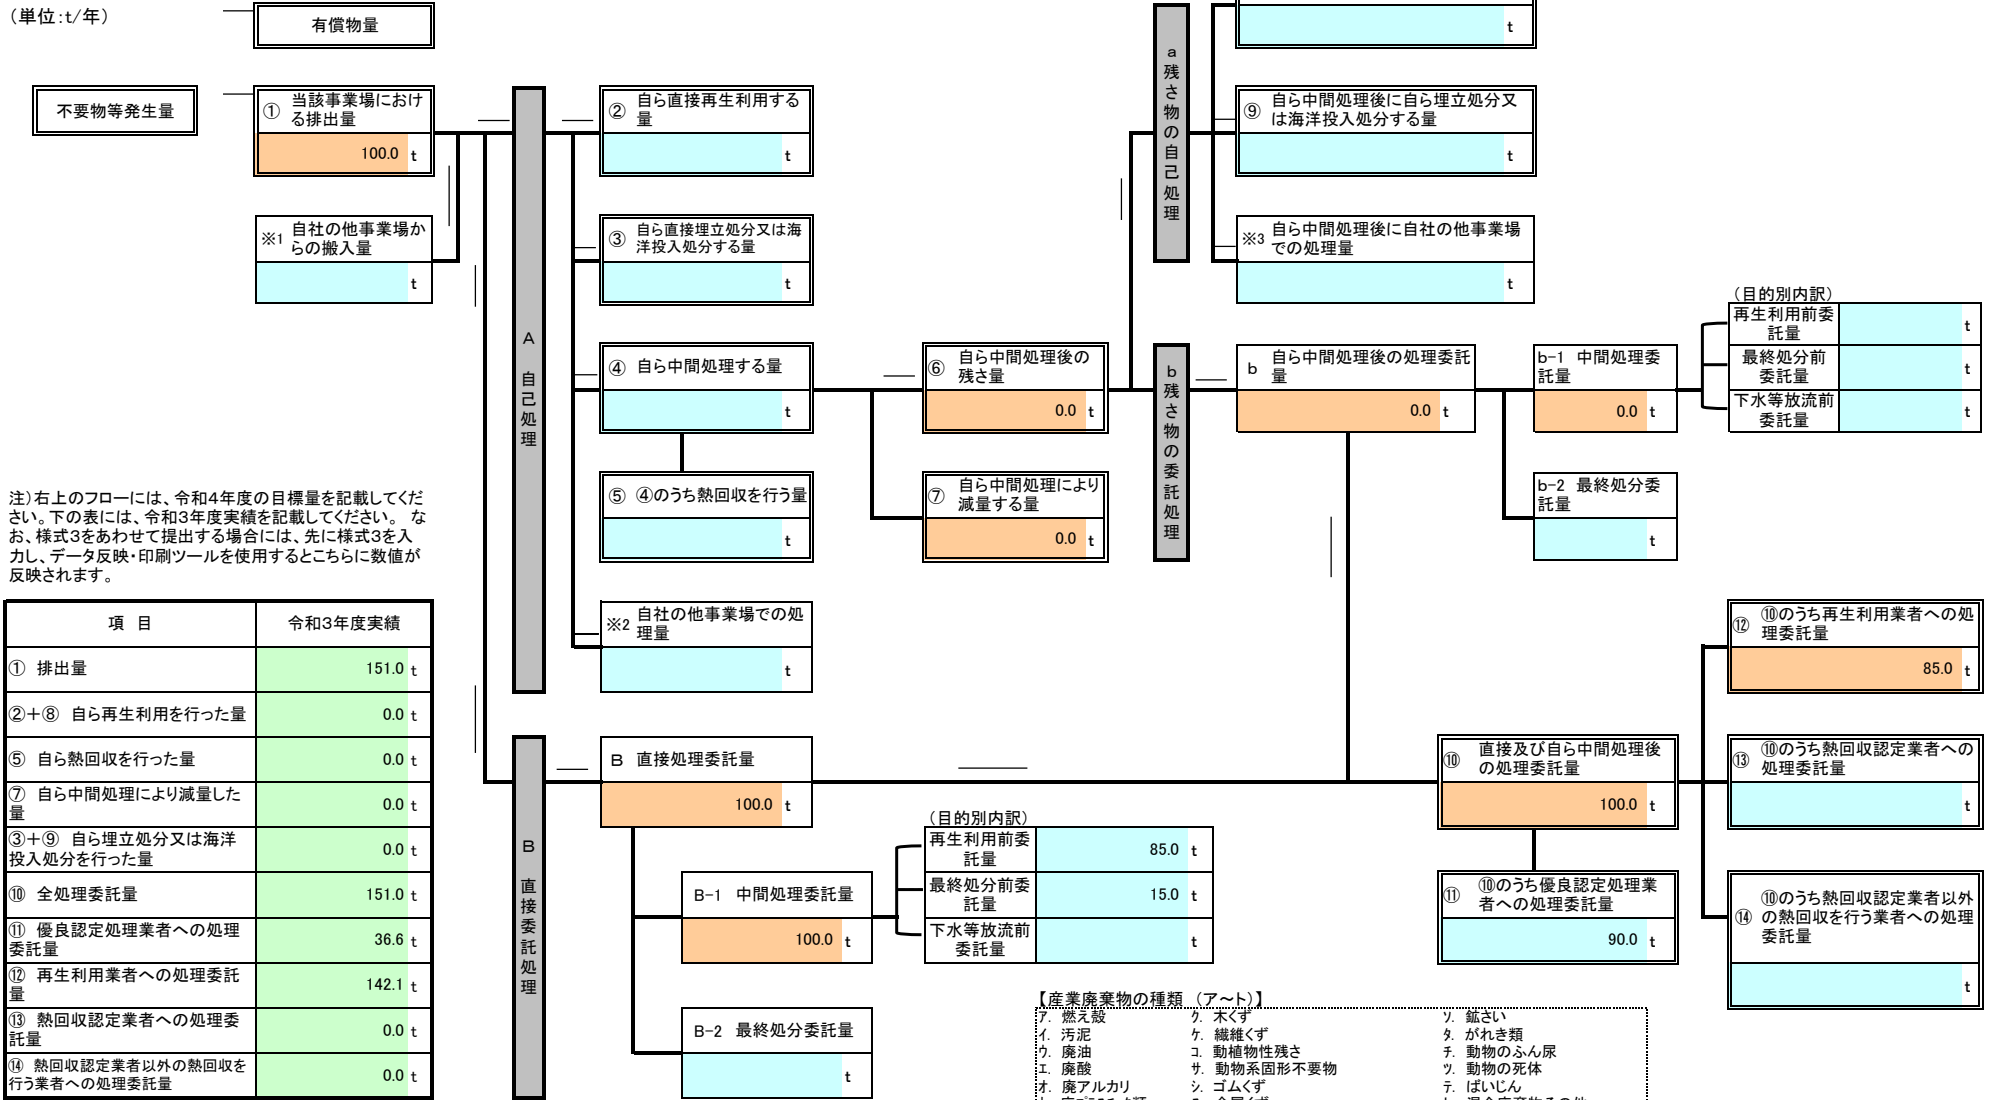 (単位:t/年)
有償物量
t
不要物等発生量
① 当該事業場におけ
る排出量
100.0 t
※1 自社の他事業場か
らの搬入量
t
A 自己処理
② 自ら直接再生利用する
量
t
③ 自ら直接埋立処分又は海
洋投入処分する量
t
④ 自ら中間処理する量
t
⑤ ④のうち熱回収を行う量
t
※2 自社の他事業場での処
理量
t
⑥ 自ら中間処理後の
残さ量
0.0 t
⑦ 自ら中間処理により
減量する量
0.0 t
a 残さ物の自己処理
⑨ 自ら中間処理後に自ら埋立処分又
は海洋投入処分する量
t
※3 自ら中間処理後に自社の他事業場
での処理量
t
b 残さ物の委託処理
b 自ら中間処理後の処理委託
量
0.0 t
b-1 中間処理委
託量
0.0 t
b-2 最終処分委
託量
t
(目的別内訳)
再生利用前委
託量
t
最終処分前
委託量
t
下水等放流前
委託量
t
注)右上のフローには、令和4年度の目標量を記載してくだ
さい。下の表には、令和3年度実績を記載してください。 な
お、様式3をあわせて提出する場合には、先に様式3を入
力し、データ反映・印刷ツールを使用するとこちらに数値が
反映されます。
項 目 令和3年度実績
① 排出量 151.0 t
②+⑧ 自ら再生利用を行った量 0.0 t
⑤ 自ら熱回収を行った量 0.0 t
⑦ 自ら中間処理により減量した
量 0.0 t
③+⑨ 自ら埋立処分又は海洋
投入処分を行った量 0.0 t
⑩ 全処理委託量 151.0 t
⑪ 優良認定処理業者への処理
委託量 36.6 t
⑫ 再生利用業者への処理委託
量 142.1 t
⑬ 熱回収認定業者への処理委
託量 0.0 t
⑭ 熱回収認定業者以外の熱回収を
行う業者への処理委託量 0.0 t
B 直接委託処理
B 直接処理委託量
100.0 t
B-1 中間処理委託量
100.0 t
B-2 最終処分委託量
t
(目的別内訳)
再生利用前委
託量
85.0 t
最終処分前委
託量
15.0 t
下水等放流前
委託量
t
⑩ 直接及び自ら中間処理後
の処理委託量
100.0 t
⑪ ⑩のうち優良認定処理業
者への処理委託量
90.0 t
⑫ ⑩のうち再生利用業者への処
理委託量
85.0 t
⑬ ⑩のうち熱回収認定業者への
処理委託量
t
⑭ ⑩のうち熱回収認定業者以外
の熱回収を行う業者への処理
委託量
t
【産業廃棄物の種類 (ア~ト)】
ア. 燃え殻 ク. 木くず ソ. 鉱さい
イ. 汚泥 ケ. 繊維くず タ. がれき類
ウ. 廃油 コ. 動植物性残さ チ. 動物のふん尿
エ. 廃酸 サ. 動物系固形不要物 ツ. 動物の死体
オ. 廃アルカリ シ. ゴムくず テ. ばいじん